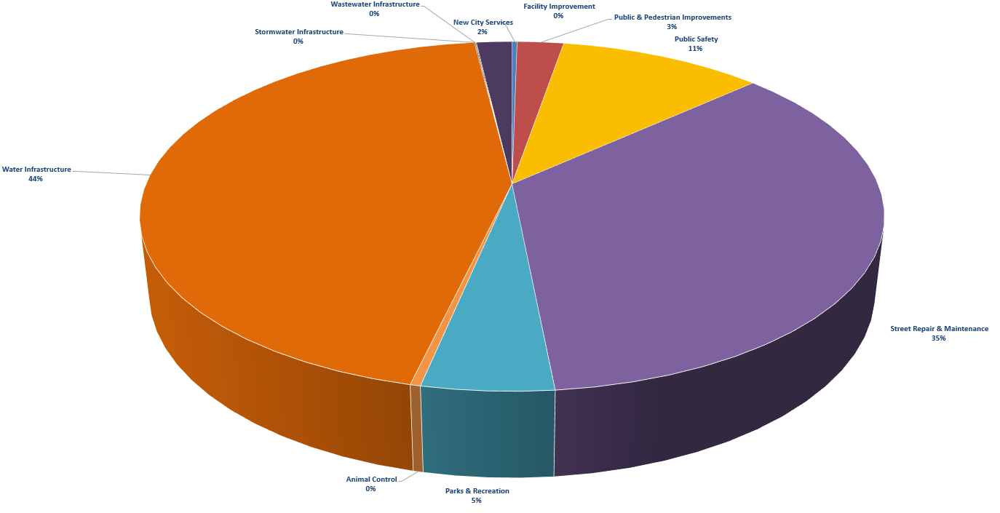 Wastewater Infrastructure
0%
Facility Improvement
0%
Public & Pedestrian Improvements
3%
New City Services
2%
Stormwater Infrastructure
0%
Public Safety
11%
Water Infrastructure
44%
Street Repair & Maintenance
35%
Animal Control
0%
Parks & Recreation
5%